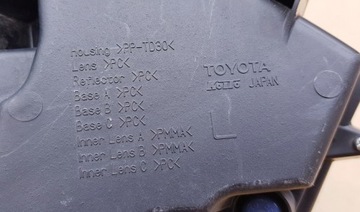 Housing >PP-TD30<
Lens >PC<
Reflector >PC<
Base A >PC<
Base B >PC<
Base C >PC<
Inner Lens A >PMMA<
Inner Lens B >PMMA<
Inner Lens C >PC<
TOYOTA
JAPAN
L